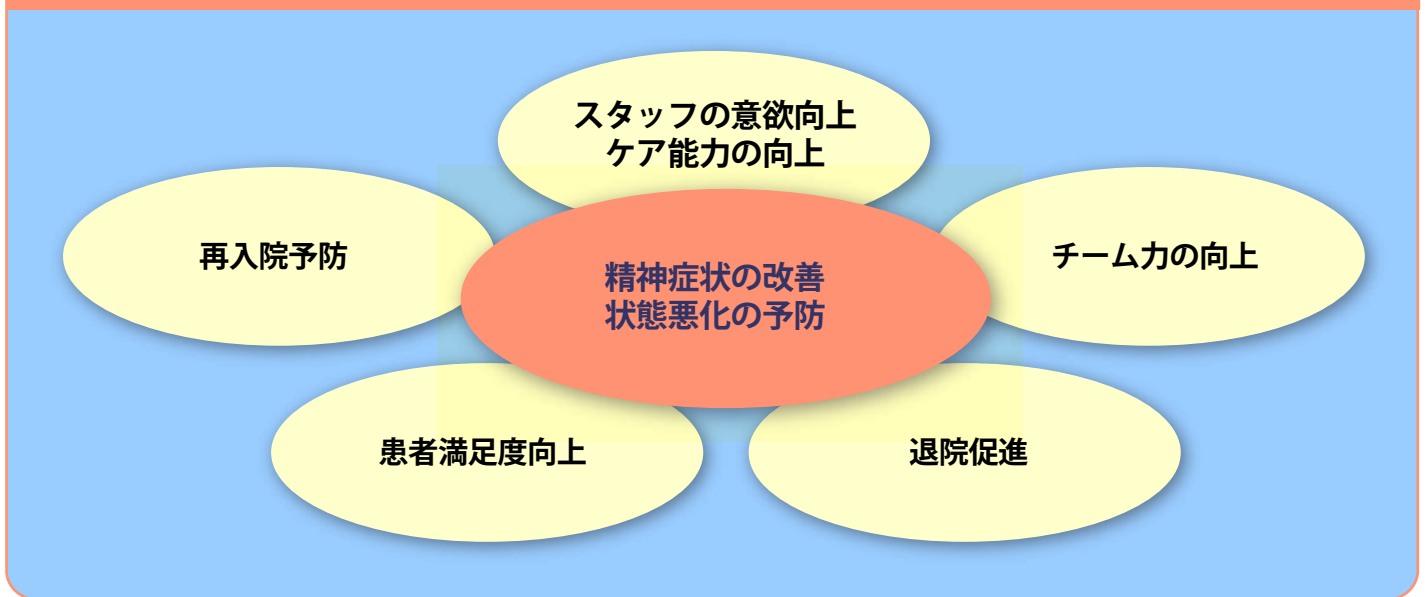 スタッフの意欲向上
ケア能力の向上
再入院予防
チーム力の向上
精神症状の改善
状態悪化の予防
患者満足度向上
退院促進